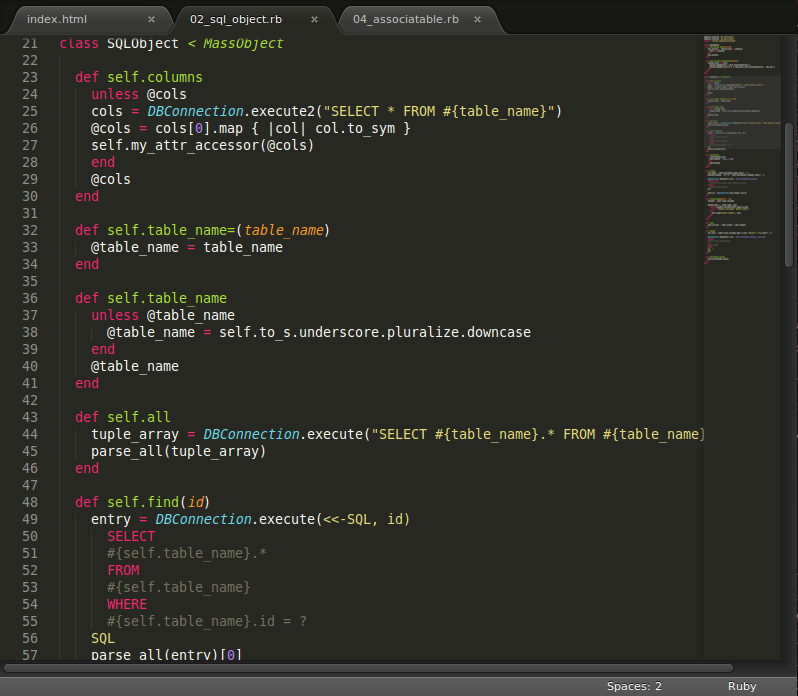 index.html × 02_sql_object.rb × 04_associatable.rb ×
21 class SQLObject < MassObject
22
23   def self.columns
24     unless @cols
25     cols = DBConnection.execute2("SELECT * FROM #{table_name}")
26     @cols = cols[0].map { |col| col.to_sym }
27     self.my_attr_accessor(@cols)
28     end
29     @cols
30   end
31
32   def self.table_name=(table_name)
33     @table_name = table_name
34   end
35
36   def self.table_name
37     unless @table_name
38       @table_name = self.to_s.underscore.pluralize.downcase
39     end
40     @table_name
41   end
42
43   def self.all
44     tuple_array = DBConnection.execute("SELECT #{table_name}.* FROM #{table_name}
45     parse_all(tuple_array)
46   end
47
48   def self.find(id)
49     entry = DBConnection.execute(<<-SQL, id)
50       SELECT
51       #{self.table_name}.*
52       FROM
53       #{self.table_name}
54       WHERE
55       #{self.table_name}.id = ?
56     SQL
57     parse_all(entry)[0]
Spaces: 2 Ruby